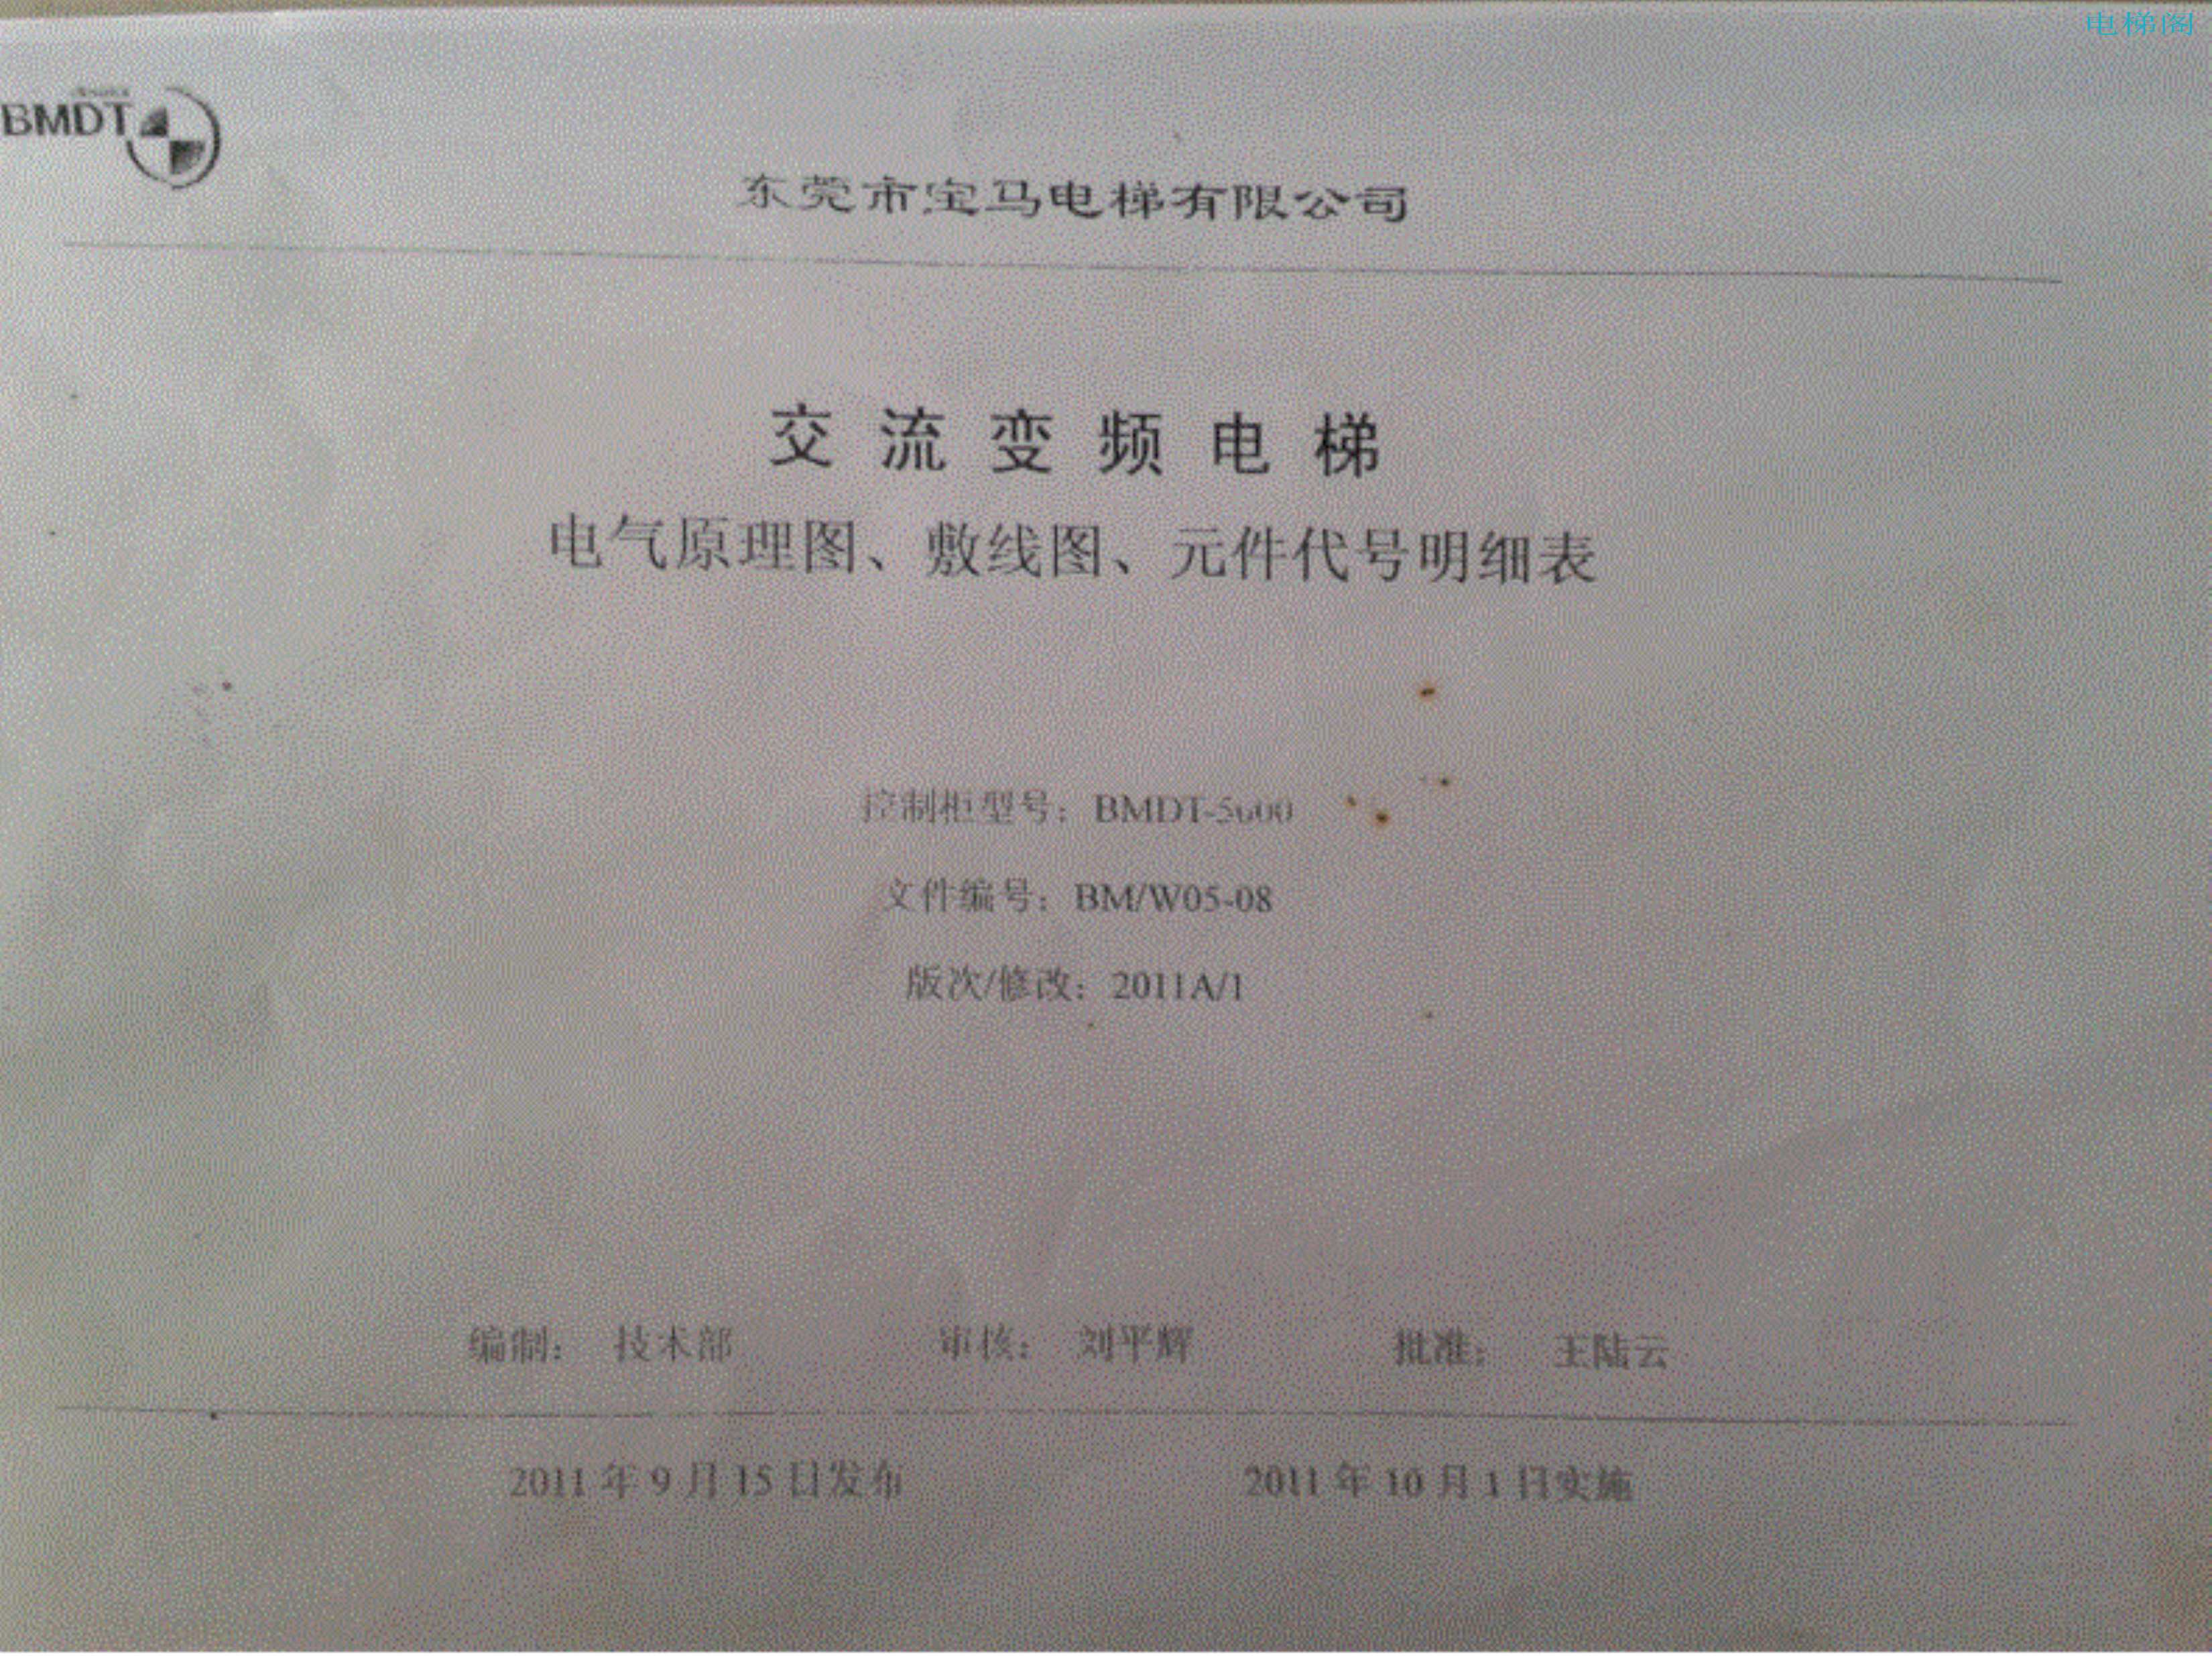 电梯阁
BMDT
东莞市宝马电梯有限公司
交流变频电梯
电气原理图、敷线图、元件代号明细表
控制柜型号：BMDT-5600
文件编号：BM/W05-08
版次/修改：2011A/1
编制： 技术部 审核： 刘平辉 批准： 王陆云
2011 年 9 月 15 日发布 2011 年 10 月 1 日实施